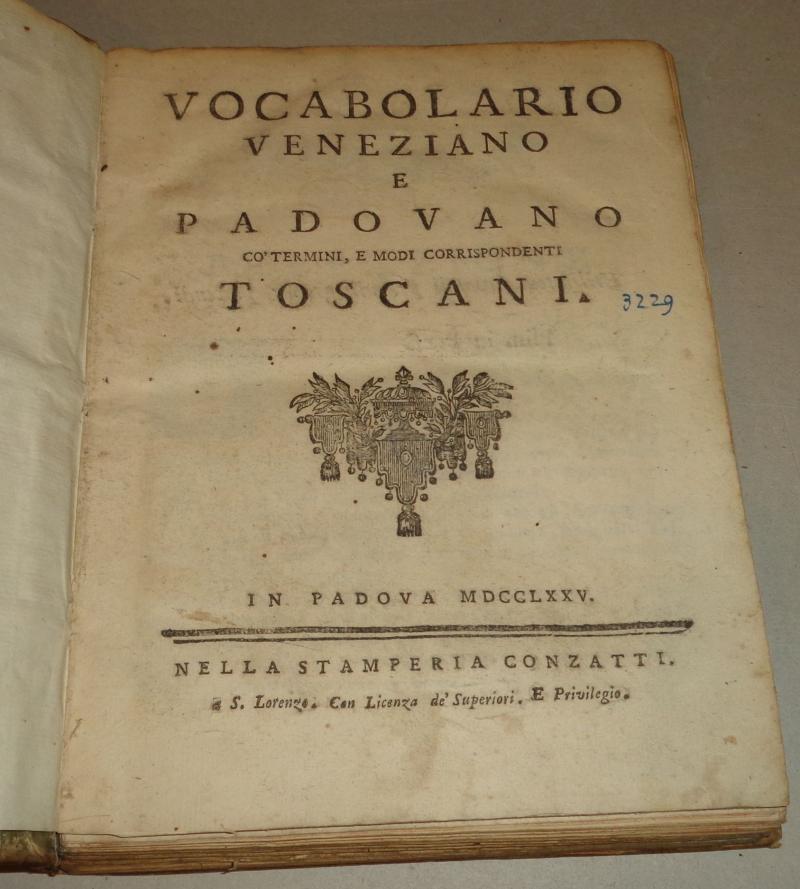 VOCABOLARIO
VENEZIANO
E
PADOVANO
CO' TERMINI, E MODI CORRISPONDENTI
TOSCANI.
3229
IN PADOVA MDCCLXXV.
NELLA STAMPERIA CONZATTI.
a S. Lorenzo. Con Licenza de' Superiori. E Privilegio.